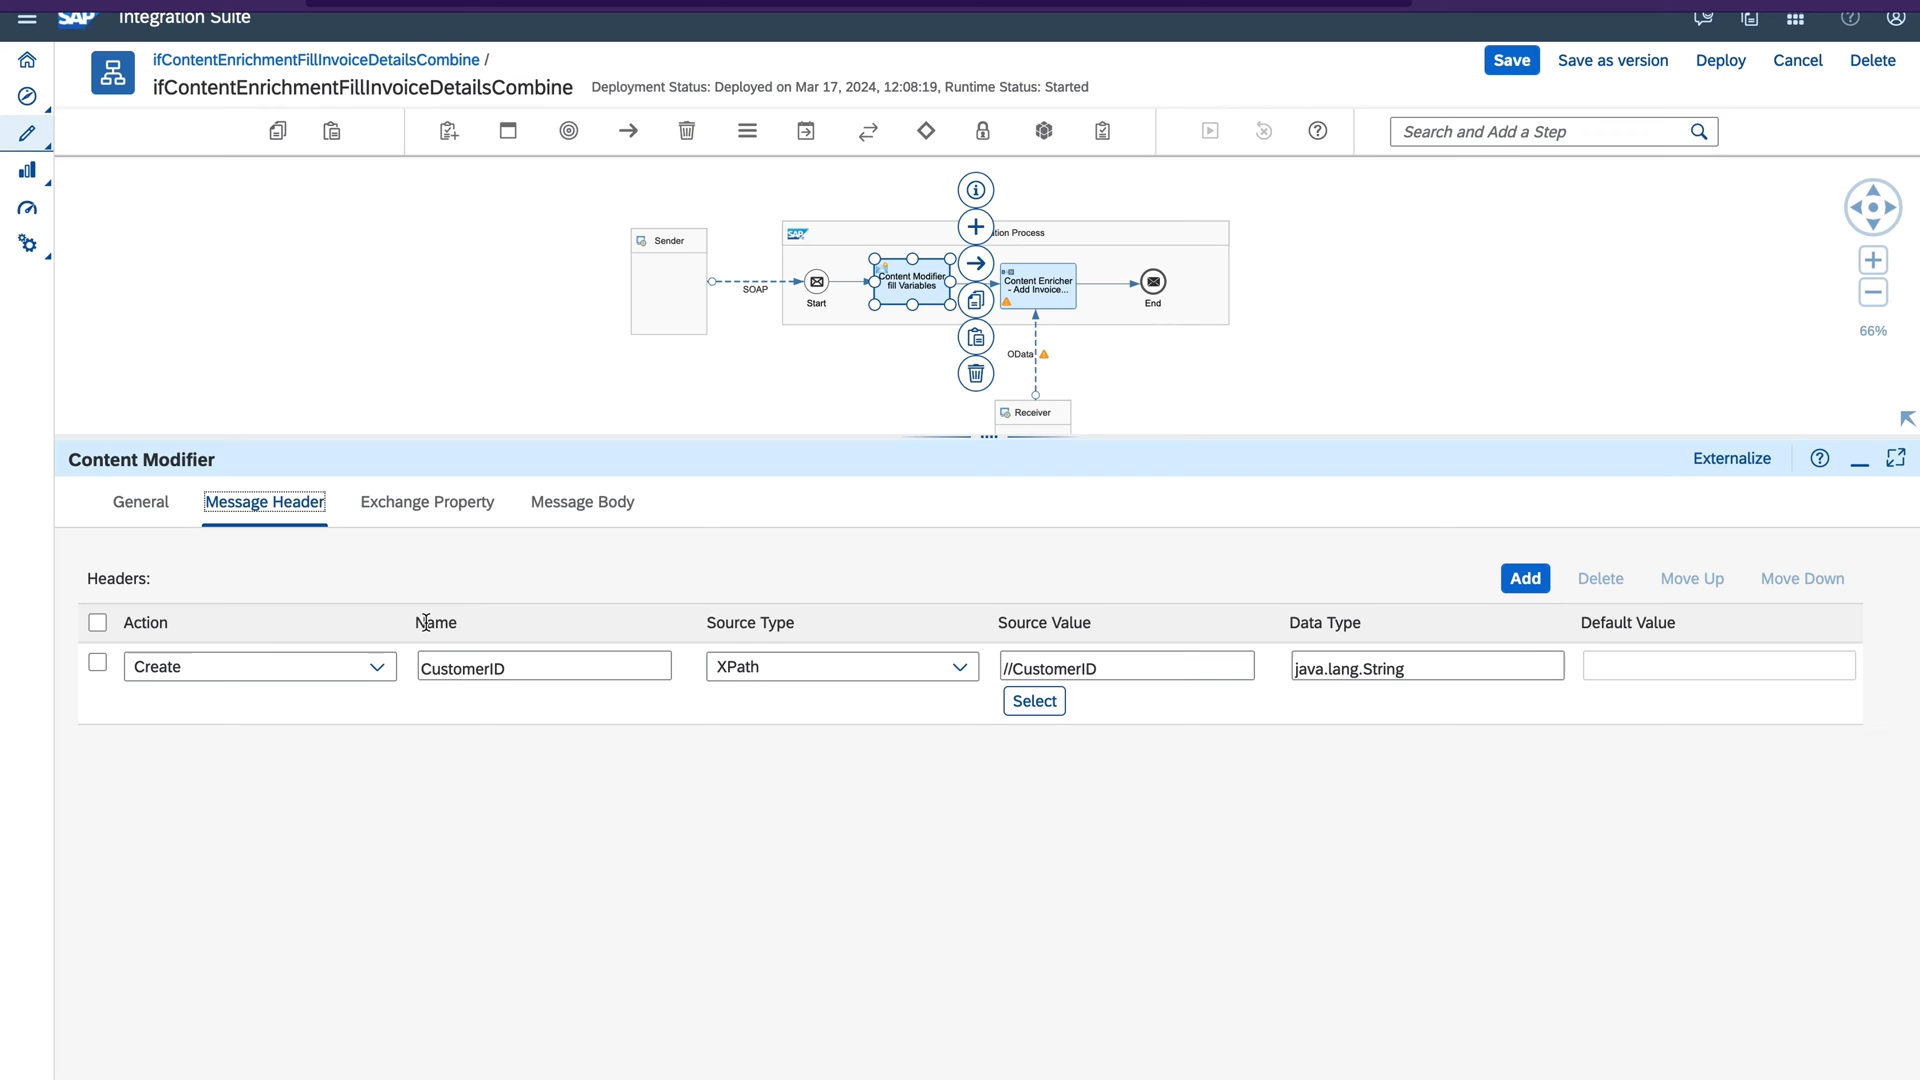 SAP Integration Suite
ifContentEnrichmentFillInvoiceDetailsCombine /
ifContentEnrichmentFillInvoiceDetailsCombine Deployment Status: Deployed on Mar 17, 2024, 12:08:19, Runtime Status: Started
Save Save as version Deploy Cancel Delete
Search and Add a Step
Sender
SAP tion Process
SOAP
Start
Content Modifier
fill Variables
Content Enricher
- Add Invoice...
End
OData
Receiver
66%
Content Modifier
Externalize
General Message Header Exchange Property Message Body
Headers:
Add Delete Move Up Move Down
Action Name Source Type Source Value Data Type Default Value
Create CustomerID XPath //CustomerID java.lang.String
Select